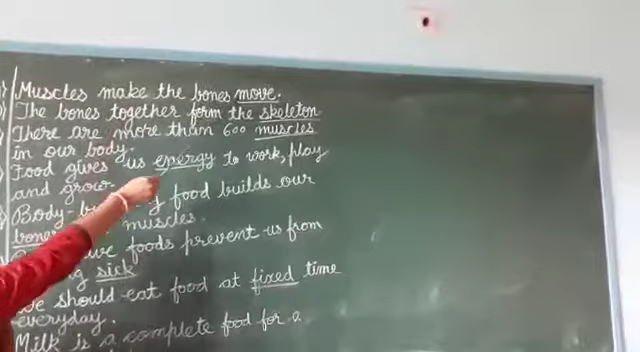 Muscles make the bones move.
The bones together form the skeleton
There are more than 600 muscles
in our body.
Food gives us energy to work, play
and grow
Body- food builds our
bone muscles.
foods prevent us from
sick
We should eat food at fixed time
everyday.
Milk is a complete food for a